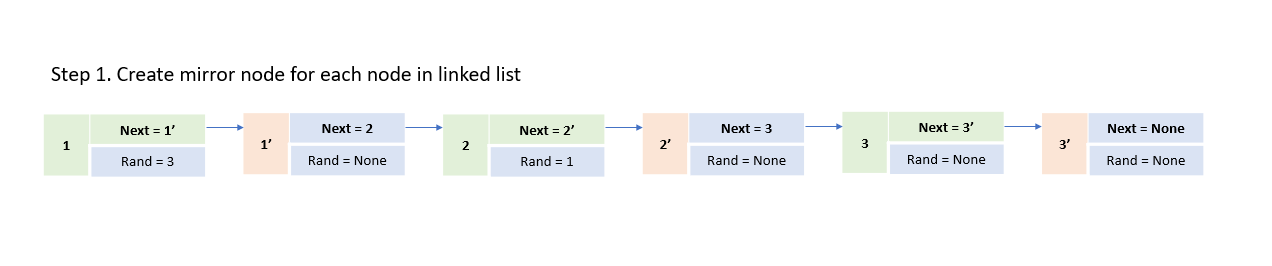 Step 1. Create mirror node for each node in linked list
1
Next = 1’
Rand = 3
1’
Next = 2
Rand = None
2
Next = 2’
Rand = 1
2’
Next = 3
Rand = None
3
Next = 3’
Rand = None
3’
Next = None
Rand = None